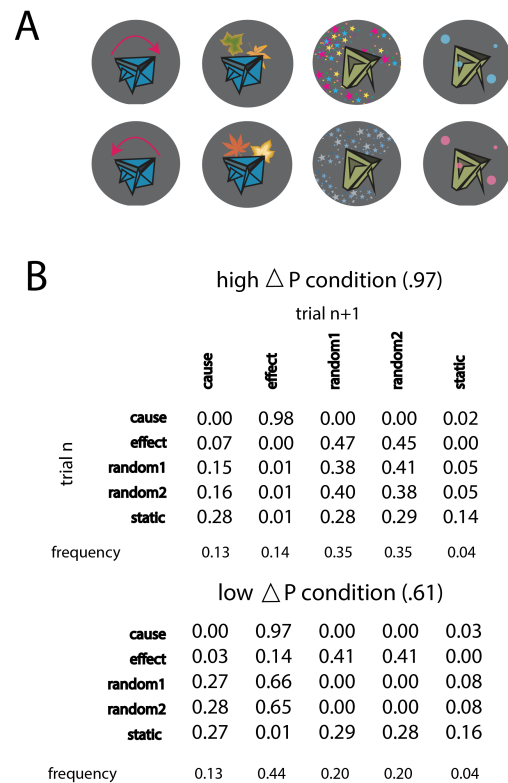 A
B
high △ P condition (.97)
trial n+1
cause effect random1 random2 static
trial n
cause 0.00 0.98 0.00 0.00 0.02
effect 0.07 0.00 0.47 0.45 0.00
random1 0.15 0.01 0.38 0.41 0.05
random2 0.16 0.01 0.40 0.38 0.05
static 0.28 0.01 0.28 0.29 0.14
frequency 0.13 0.14 0.35 0.35 0.04
low △ P condition (.61)
cause 0.00 0.97 0.00 0.00 0.03
effect 0.03 0.14 0.41 0.41 0.00
random1 0.27 0.66 0.00 0.00 0.08
random2 0.28 0.65 0.00 0.00 0.08
static 0.27 0.01 0.29 0.28 0.16
frequency 0.13 0.44 0.20 0.20 0.04